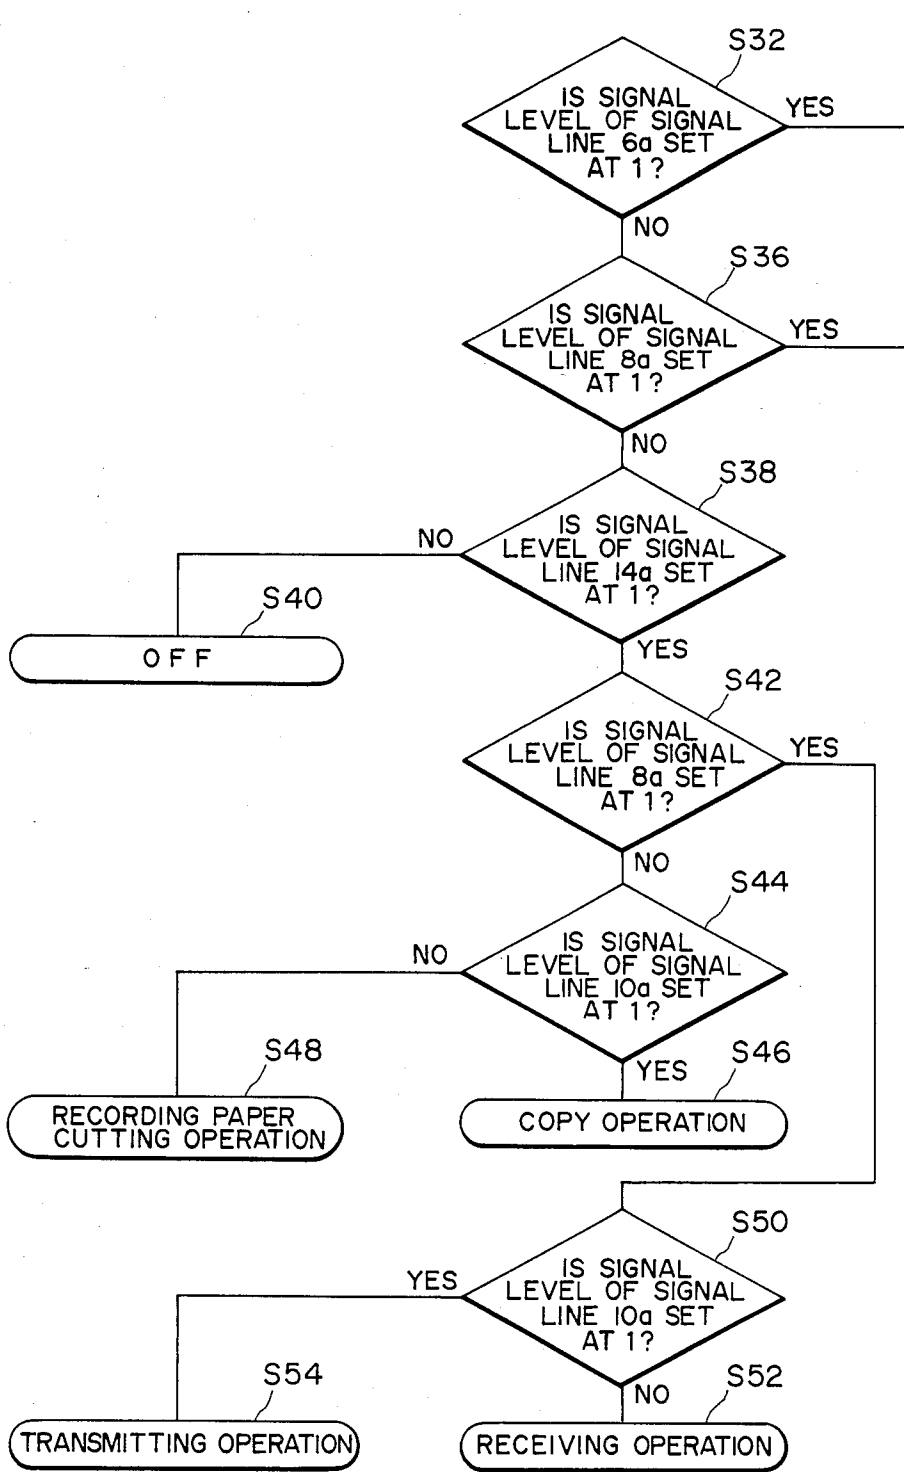 S32
IS SIGNAL
LEVEL OF SIGNAL
LINE 6a SET
AT 1?
YES
NO
S36
IS SIGNAL
LEVEL OF SIGNAL
LINE 8a SET
AT 1?
YES
NO
S38
IS SIGNAL
LEVEL OF SIGNAL
LINE 14a SET
AT 1?
NO
S40
OFF
YES
S42
IS SIGNAL
LEVEL OF SIGNAL
LINE 8a SET
AT 1?
YES
NO
S44
IS SIGNAL
LEVEL OF SIGNAL
LINE 10a SET
AT 1?
NO
S48
RECORDING PAPER
CUTTING OPERATION
YES
S46
COPY OPERATION
S50
IS SIGNAL
LEVEL OF SIGNAL
LINE 10a SET
AT 1?
YES
S54
TRANSMITTING OPERATION
NO
S52
RECEIVING OPERATION